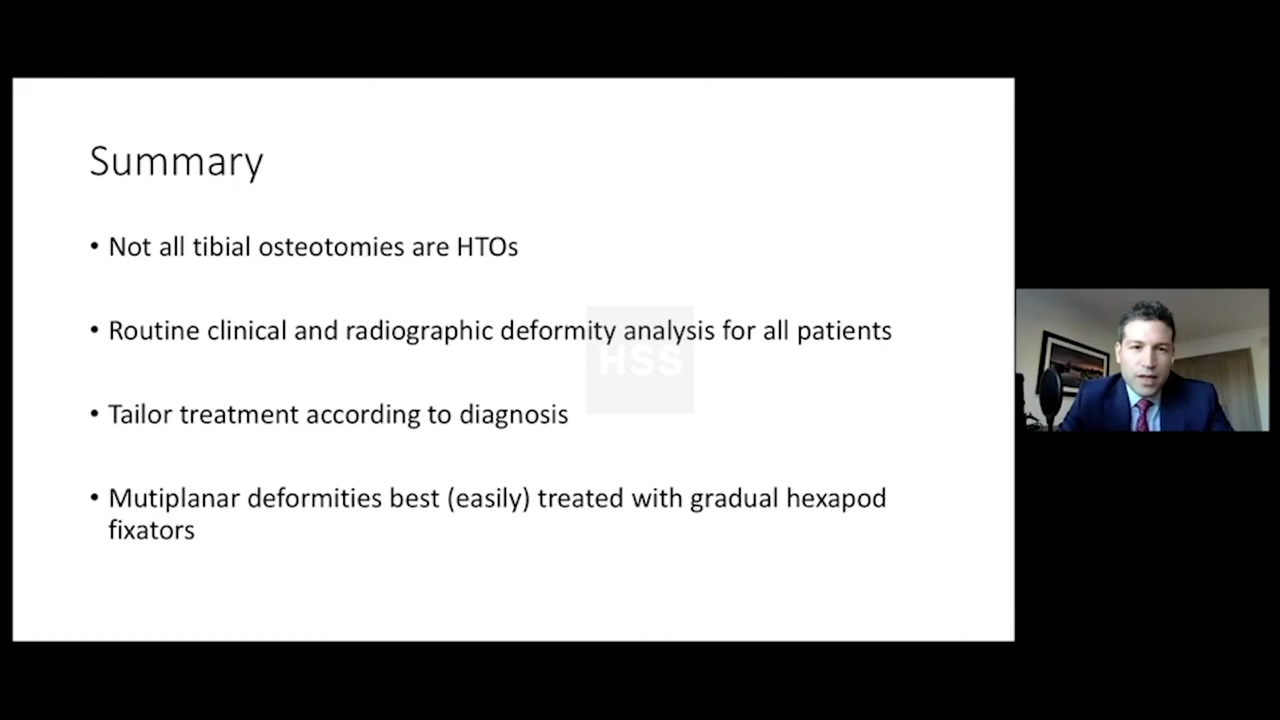 Summary
• Not all tibial osteotomies are HTOs
• Routine clinical and radiographic deformity analysis for all patients
HSS
• Tailor treatment according to diagnosis
• Mutiplanar deformities best (easily) treated with gradual hexapod
fixators